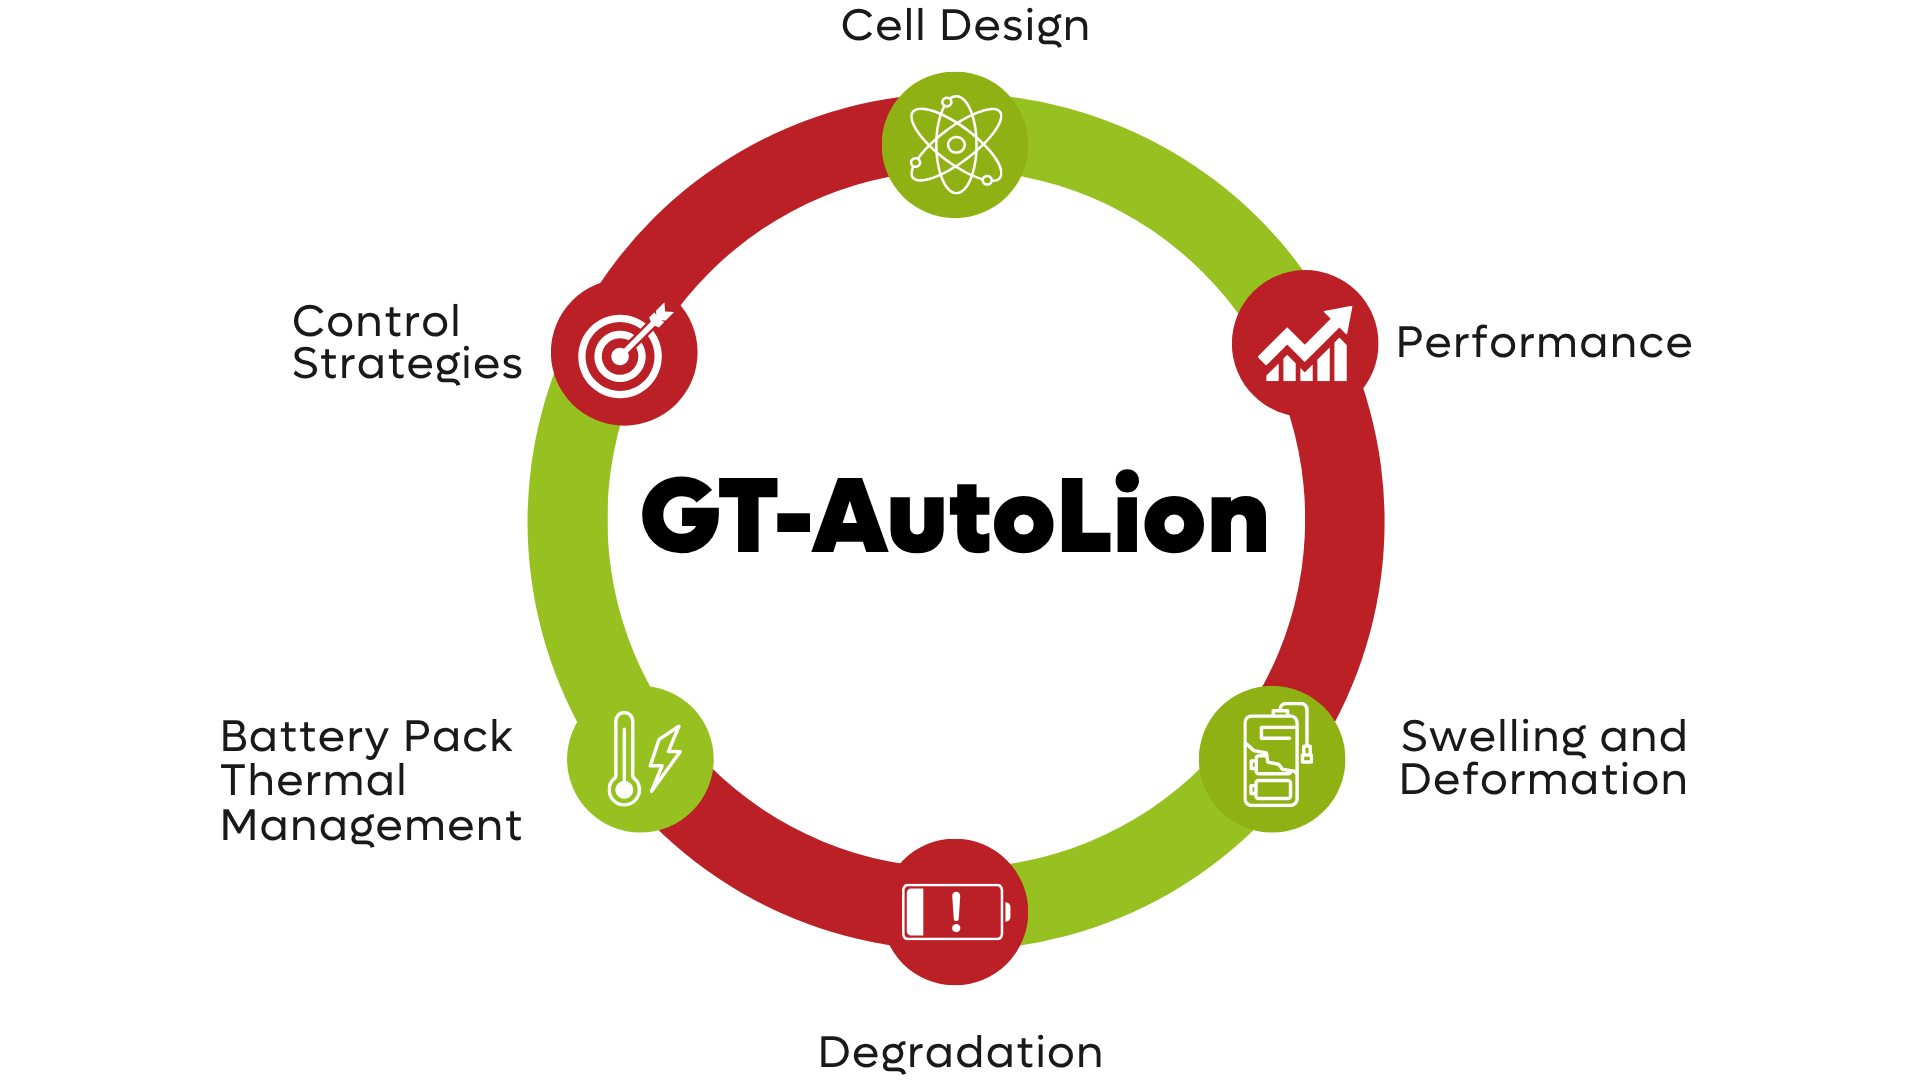 Cell Design
Control
Strategies
Performance
GT-AutoLion
Battery Pack
Thermal
Management
Swelling and
Deformation
Degradation